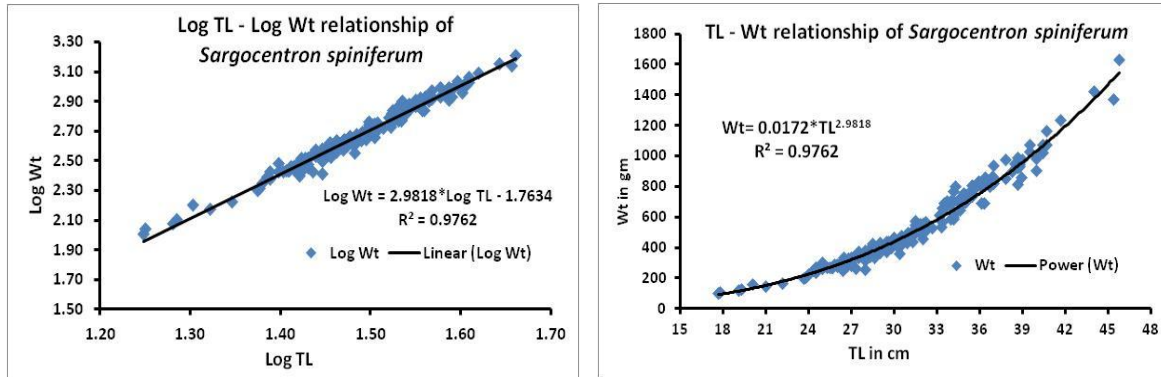 Log TL - Log Wt relationship of
Sargocentron spiniferum
3.30
3.10
2.90
2.70
2.50
2.30
2.10
1.90
1.70
1.50
Log Wt
Log Wt = 2.9818*Log TL - 1.7634
R² = 0.9762
Log Wt Linear (Log Wt)
1.20 1.30 1.40 1.50 1.60 1.70
Log TL
TL - Wt relationship of Sargocentron spiniferum
1800
1600
1400
1200
1000
800
600
400
200
0
Wt in gm
Wt= 0.0172*TL^2.9818
R² = 0.9762
Wt Power (Wt)
15 18 21 24 27 30 33 36 39 42 45 48
TL in cm